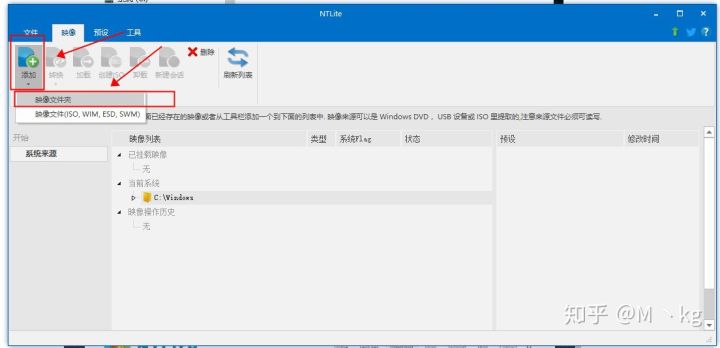 NTLite
文件 映像 预设 工具
添加 转换 加载 创建ISO 卸载 新建会话 删除 刷新列表
映像文件夹
映像文件(ISO, WIM, ESD, SWM)
面已经存在的映像或者从工具栏添加一个到下面的列表中. 映像来源可以是 Windows DVD， USB 设备或 ISO 里提取的,注意来源文件必须可读写.
开始 映像列表 类型 系统Flag 状态 预设 修改时间
系统来源 已挂载映像
无
当前系统
C:\Windows
映像操作历史
无
知乎 @M丶kg